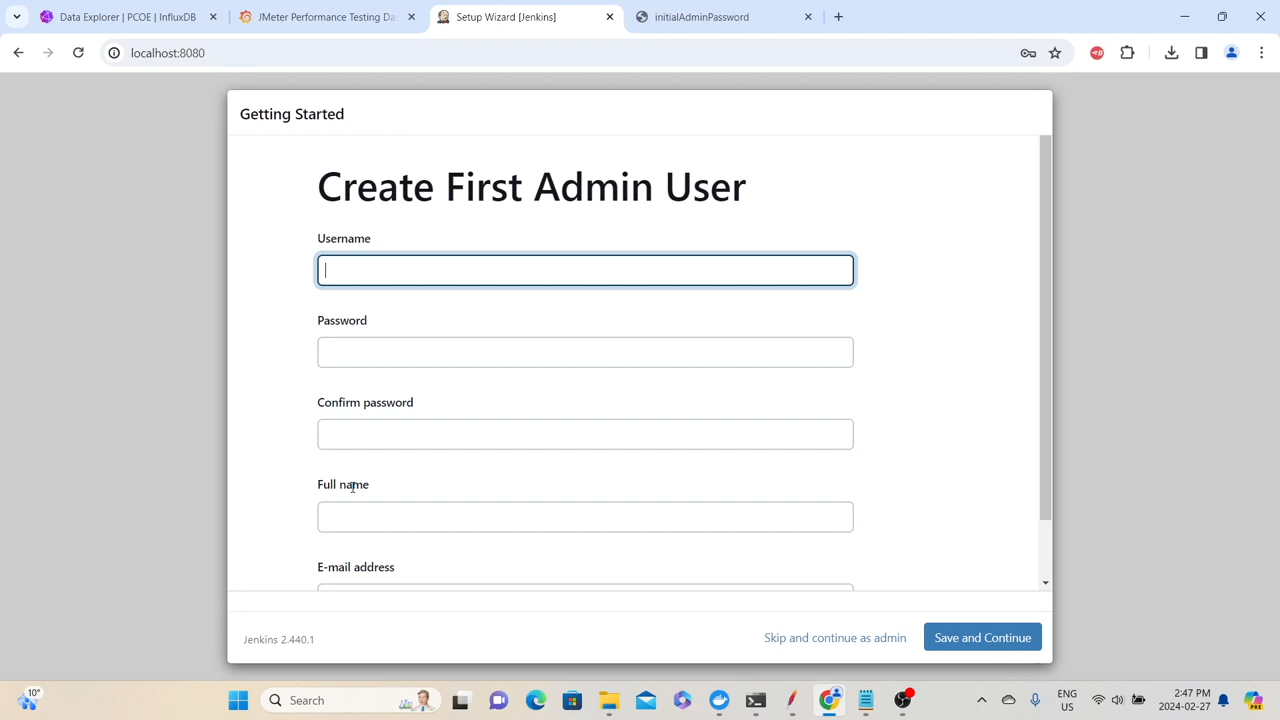 Data Explorer | PCOE | InfluxDB
JMeter Performance Testing Da
Setup Wizard [Jenkins]
initialAdminPassword
localhost:8080
Getting Started
Create First Admin User
Username
Password
Confirm password
Full name
E-mail address
Jenkins 2.440.1
Skip and continue as admin
Save and Continue
10°
Search
ENG
US
2:47 PM
2024-02-27
PRE